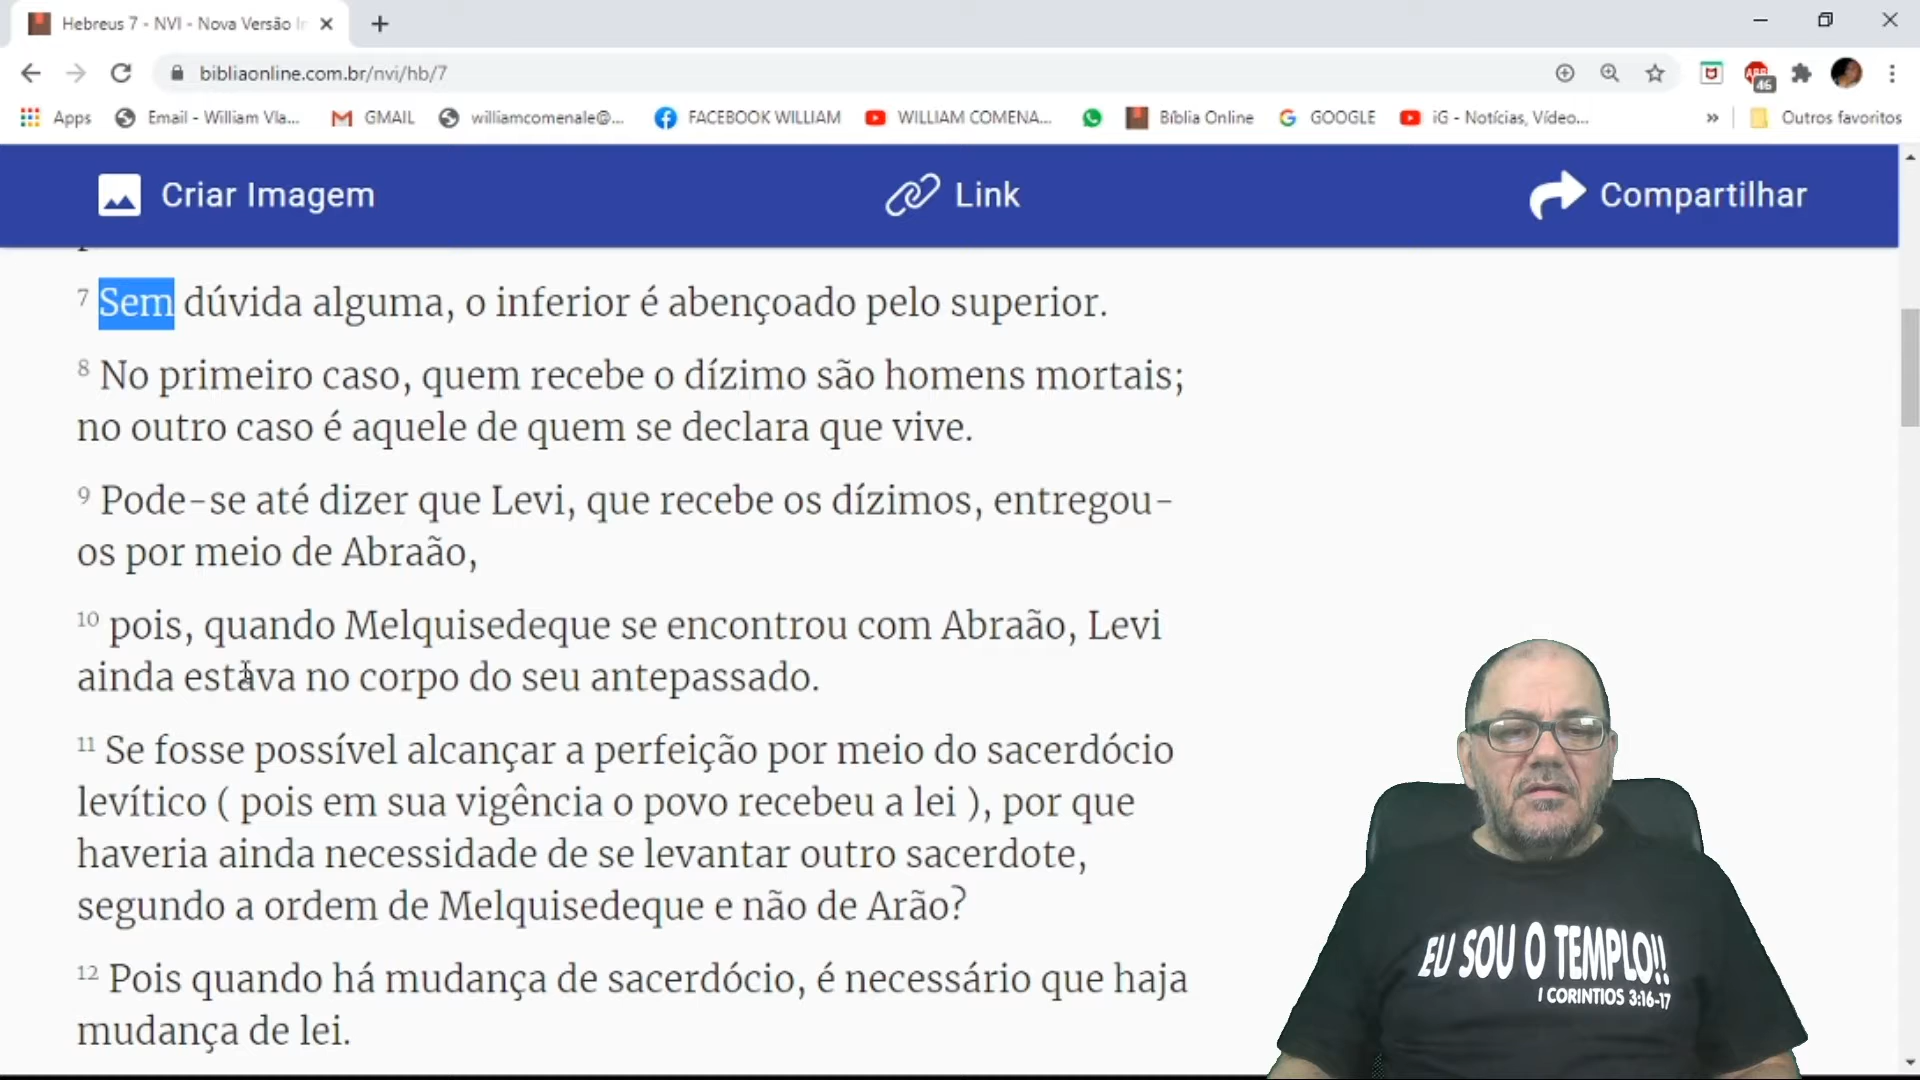 Hebreus 7 - NVI - Nova Versão In
bibliaonline.com.br/nvi/hb/7
ABP
46
Apps
Email - William Vla...
GMAIL
williamcomenale@...
FACEBOOK WILLIAM
WILLIAM COMENA...
Bíblia Online
GOOGLE
iG - Notícias, Vídeo...
»
Outros favoritos
Criar Imagem
Link
Compartilhar
7 Sem dúvida alguma, o inferior é abençoado pelo superior.
8 No primeiro caso, quem recebe o dízimo são homens mortais;
no outro caso é aquele de quem se declara que vive.
9 Pode-se até dizer que Levi, que recebe os dízimos, entregou-
os por meio de Abraão,
10 pois, quando Melquisedeque se encontrou com Abraão, Levi
ainda estava no corpo do seu antepassado.
11 Se fosse possível alcançar a perfeição por meio do sacerdócio
levítico ( pois em sua vigência o povo recebeu a lei ), por que
haveria ainda necessidade de se levantar outro sacerdote,
segundo a ordem de Melquisedeque e não de Arão?
12 Pois quando há mudança de sacerdócio, é necessário que haja
mudança de lei.
EU SOU O TEMPLO!!
I CORINTIOS 3:16-17